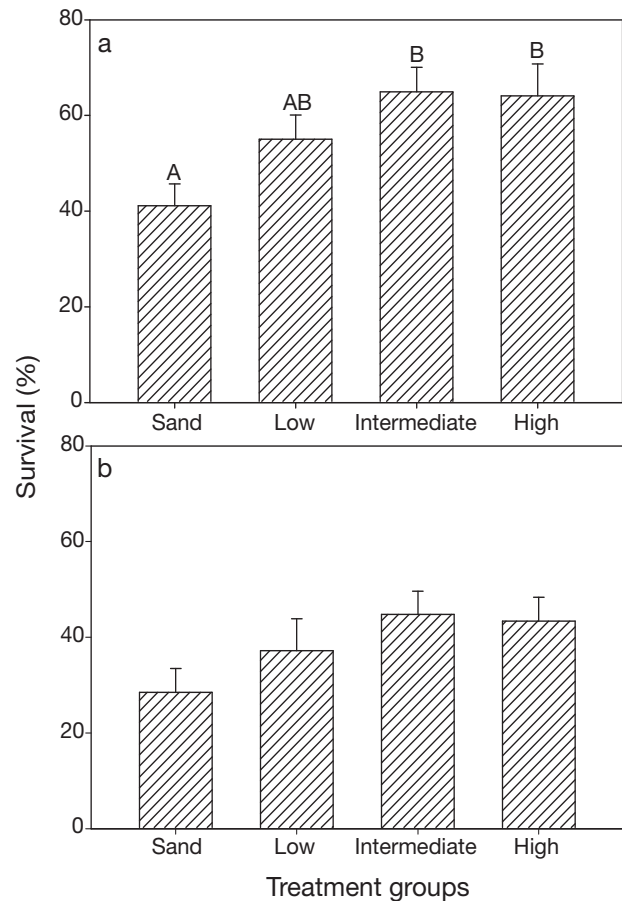 Survival (%)
a
80
60
40
20
0
A
AB
B
B
Sand Low Intermediate High
b
80
60
40
20
0
Sand Low Intermediate High
Treatment groups